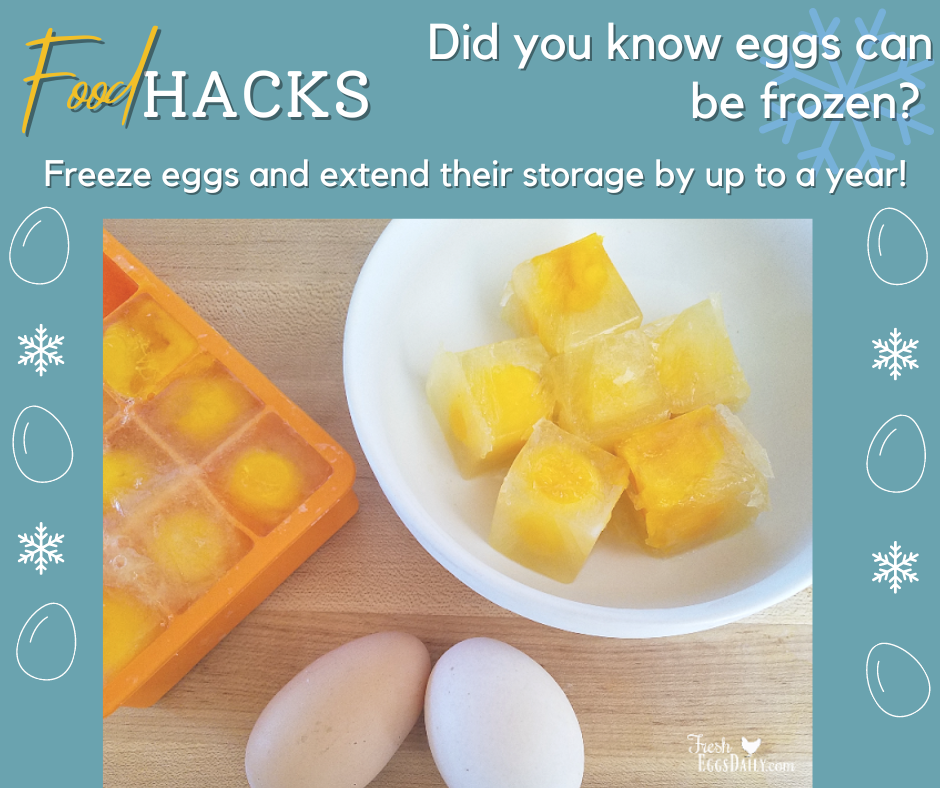 Food HACKS
Did you know eggs can
be frozen?
Freeze eggs and extend their storage by up to a year!
Fresh
EGGSDAILY.com